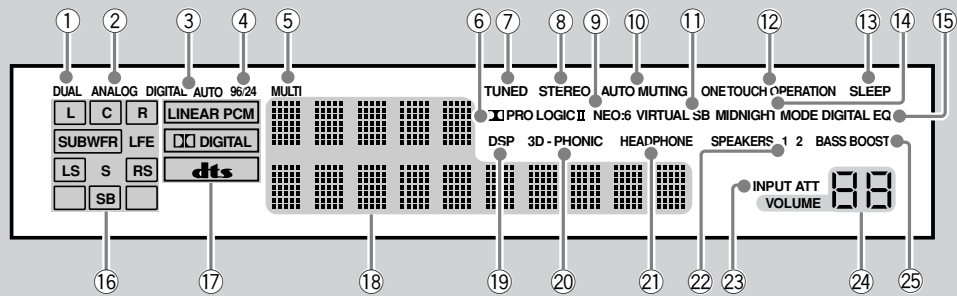 1 2 3 4 5 6 7 8 9 10 11 12 13 14 15
DUAL ANALOG DIGITAL AUTO 96/24 MULTI TUNED STEREO AUTO MUTING ONE TOUCH OPERATION SLEEP
L C R LINEAR PCM PRO LOGIC II NEO:6 VIRTUAL SB MIDNIGHT MODE DIGITAL EQ
SUBWFR LFE DIGITAL DSP 3D - PHONIC HEADPHONE SPEAKERS 1 2 BASS BOOST
LS S RS dts INPUT ATT 88
SB VOLUME
16 17 18 19 20 21 22 23 24 25